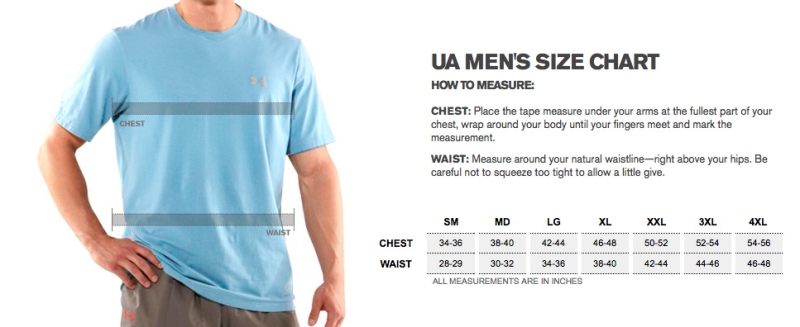 CHEST
WAIST
UA MEN'S SIZE CHART
HOW TO MEASURE:
CHEST: Place the tape measure under your arms at the fullest part of your
chest, wrap around your body until your fingers meet and mark the
measurement.
WAIST: Measure around your natural waistline—right above your hips. Be
careful not to squeeze too tight to allow a little give.
SM MD LG XL XXL 3XL 4XL
CHEST 34-36 38-40 42-44 46-48 50-52 52-54 54-56
WAIST 28-29 30-32 34-36 38-40 42-44 44-46 46-48
ALL MEASUREMENTS ARE IN INCHES